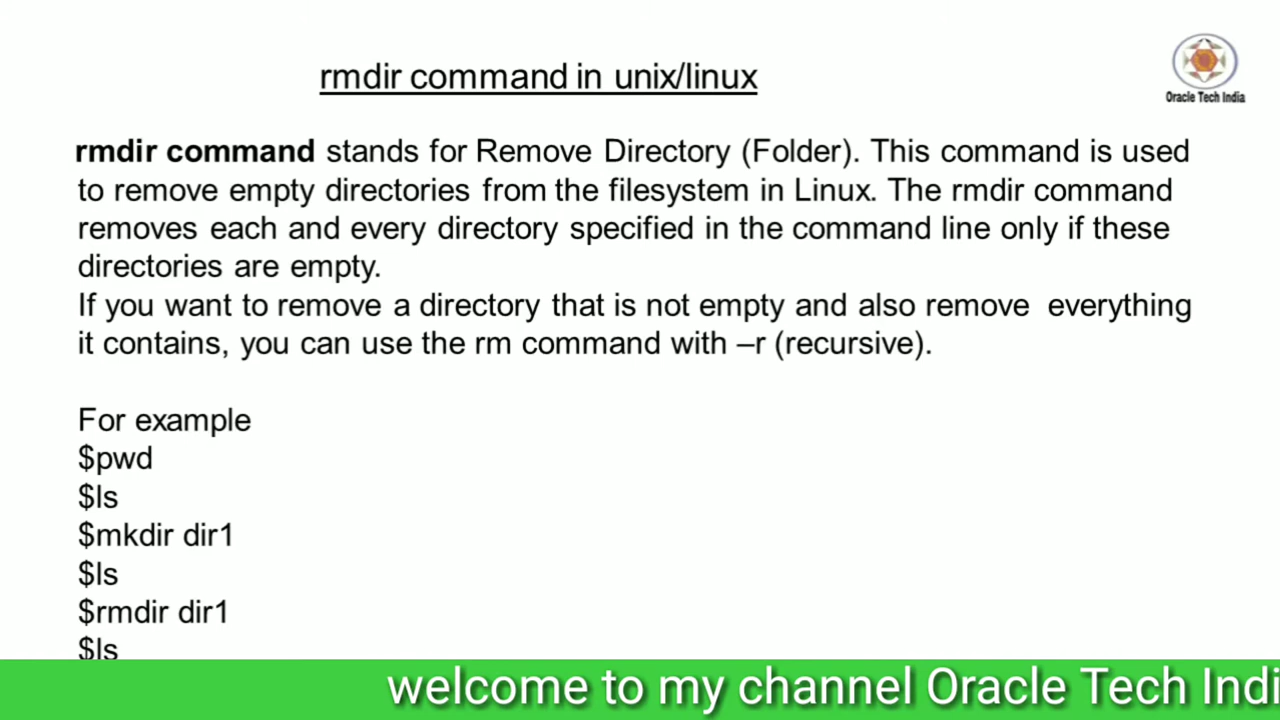 rmdir command in unix/linux
Oracle Tech India
rmdir command stands for Remove Directory (Folder). This command is used
to remove empty directories from the filesystem in Linux. The rmdir command
removes each and every directory specified in the command line only if these
directories are empty.
If you want to remove a directory that is not empty and also remove everything
it contains, you can use the rm command with –r (recursive).
For example
$pwd
$ls
$mkdir dir1
$ls
$rmdir dir1
$ls
welcome to my channel Oracle Tech Indi